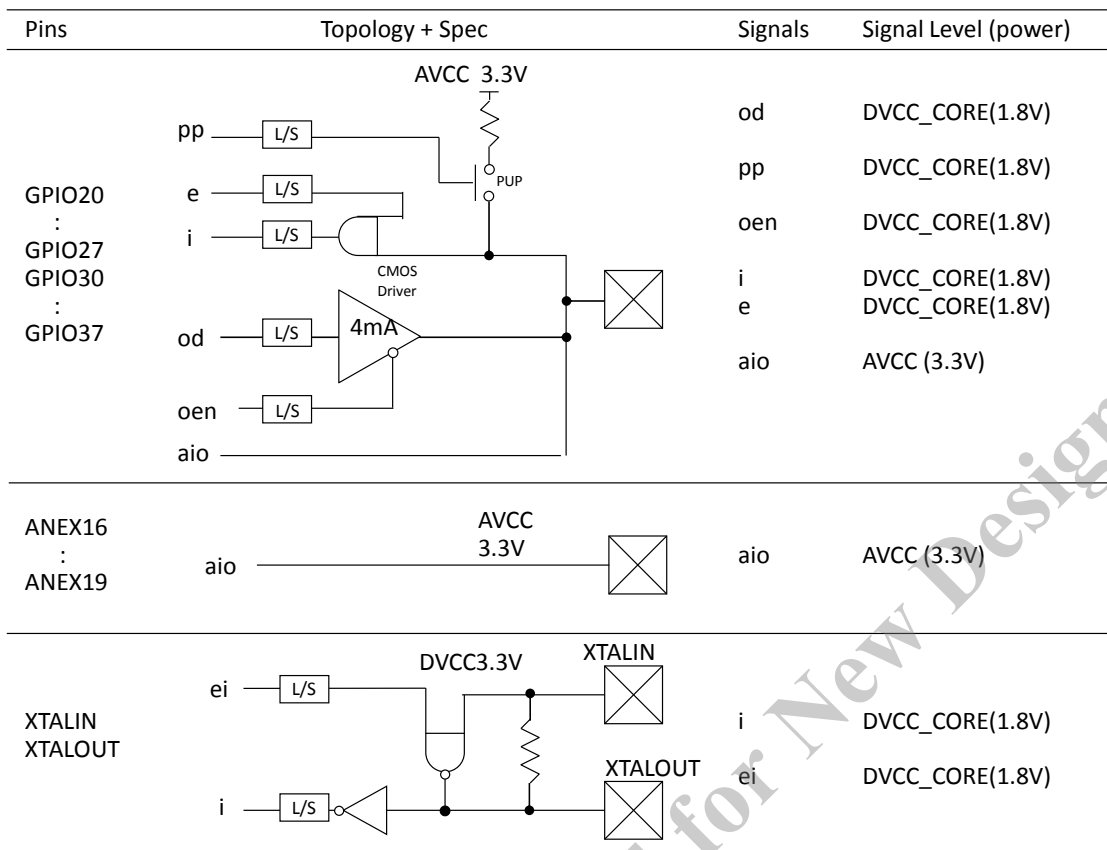 Pins Topology + Spec Signals Signal Level (power)
AVCC 3.3V
pp L/S
PUP
e L/S
i L/S
CMOS
Driver
GPIO20
:
GPIO27
GPIO30
:
GPIO37
od L/S 4mA
oen L/S
aio
od DVCC_CORE(1.8V)
pp DVCC_CORE(1.8V)
oen DVCC_CORE(1.8V)
i DVCC_CORE(1.8V)
e DVCC_CORE(1.8V)
aio AVCC (3.3V)
ANEX16
:
ANEX19
aio
AVCC
3.3V
aio AVCC (3.3V)
XTALIN
XTALOUT
DVCC3.3V
XTALIN
ei L/S
XTALOUT
i L/S
i DVCC_CORE(1.8V)
ei DVCC_CORE(1.8V)
for New Design